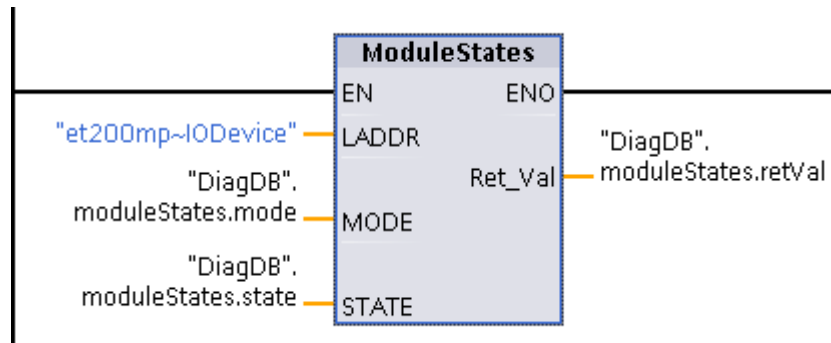 ModuleStates
EN ENO
"et200mp~IODevice" LADDR
"DiagDB".
moduleStates.mode MODE
"DiagDB".
moduleStates.state STATE
Ret_Val "DiagDB".
moduleStates.retVal